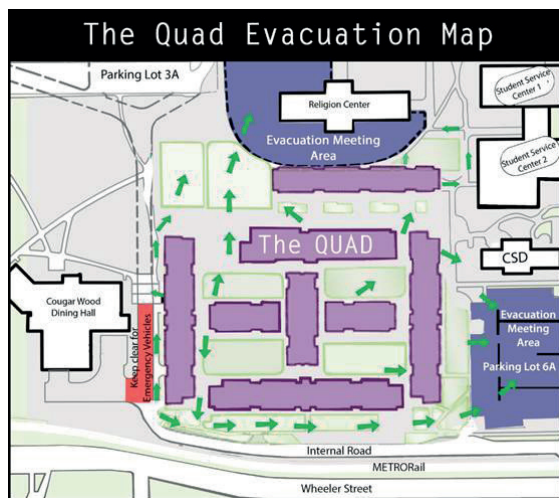 The Quad Evacuation Map
Parking Lot 3A
Student Service
Center 1
Religion Center
Evacuation Meeting
Area
Student Service
Center 2
The QUAD
CSD
Cougar Wood
Dining Hall
Keep clear for
Emergency Vehicles
Evacuation
Meeting
Area
Parking Lot 6A
Internal Road
METRORail
Wheeler Street